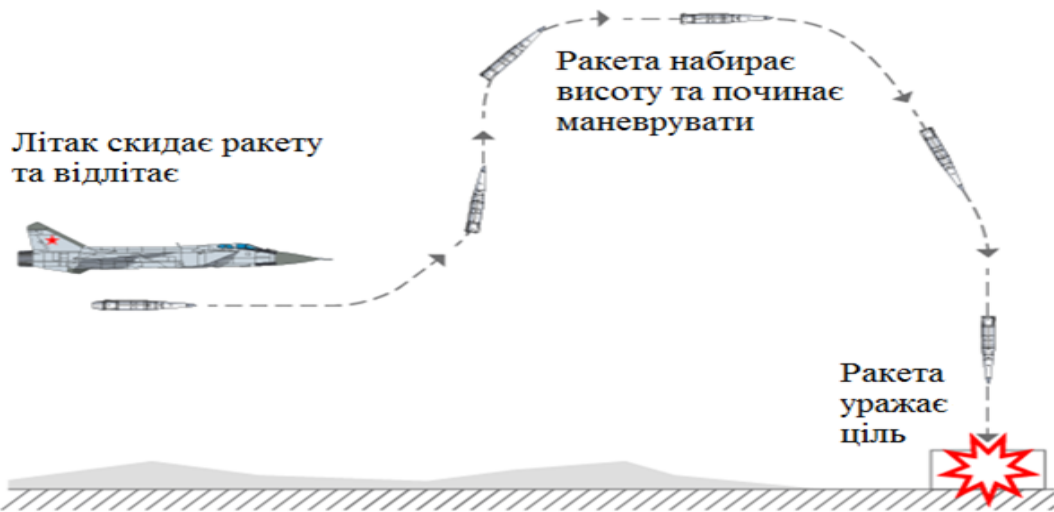 Літак скидає ракету
та відлітає
Ракета набирає
висоту та починає
маневрувати
Ракета
уражає
ціль